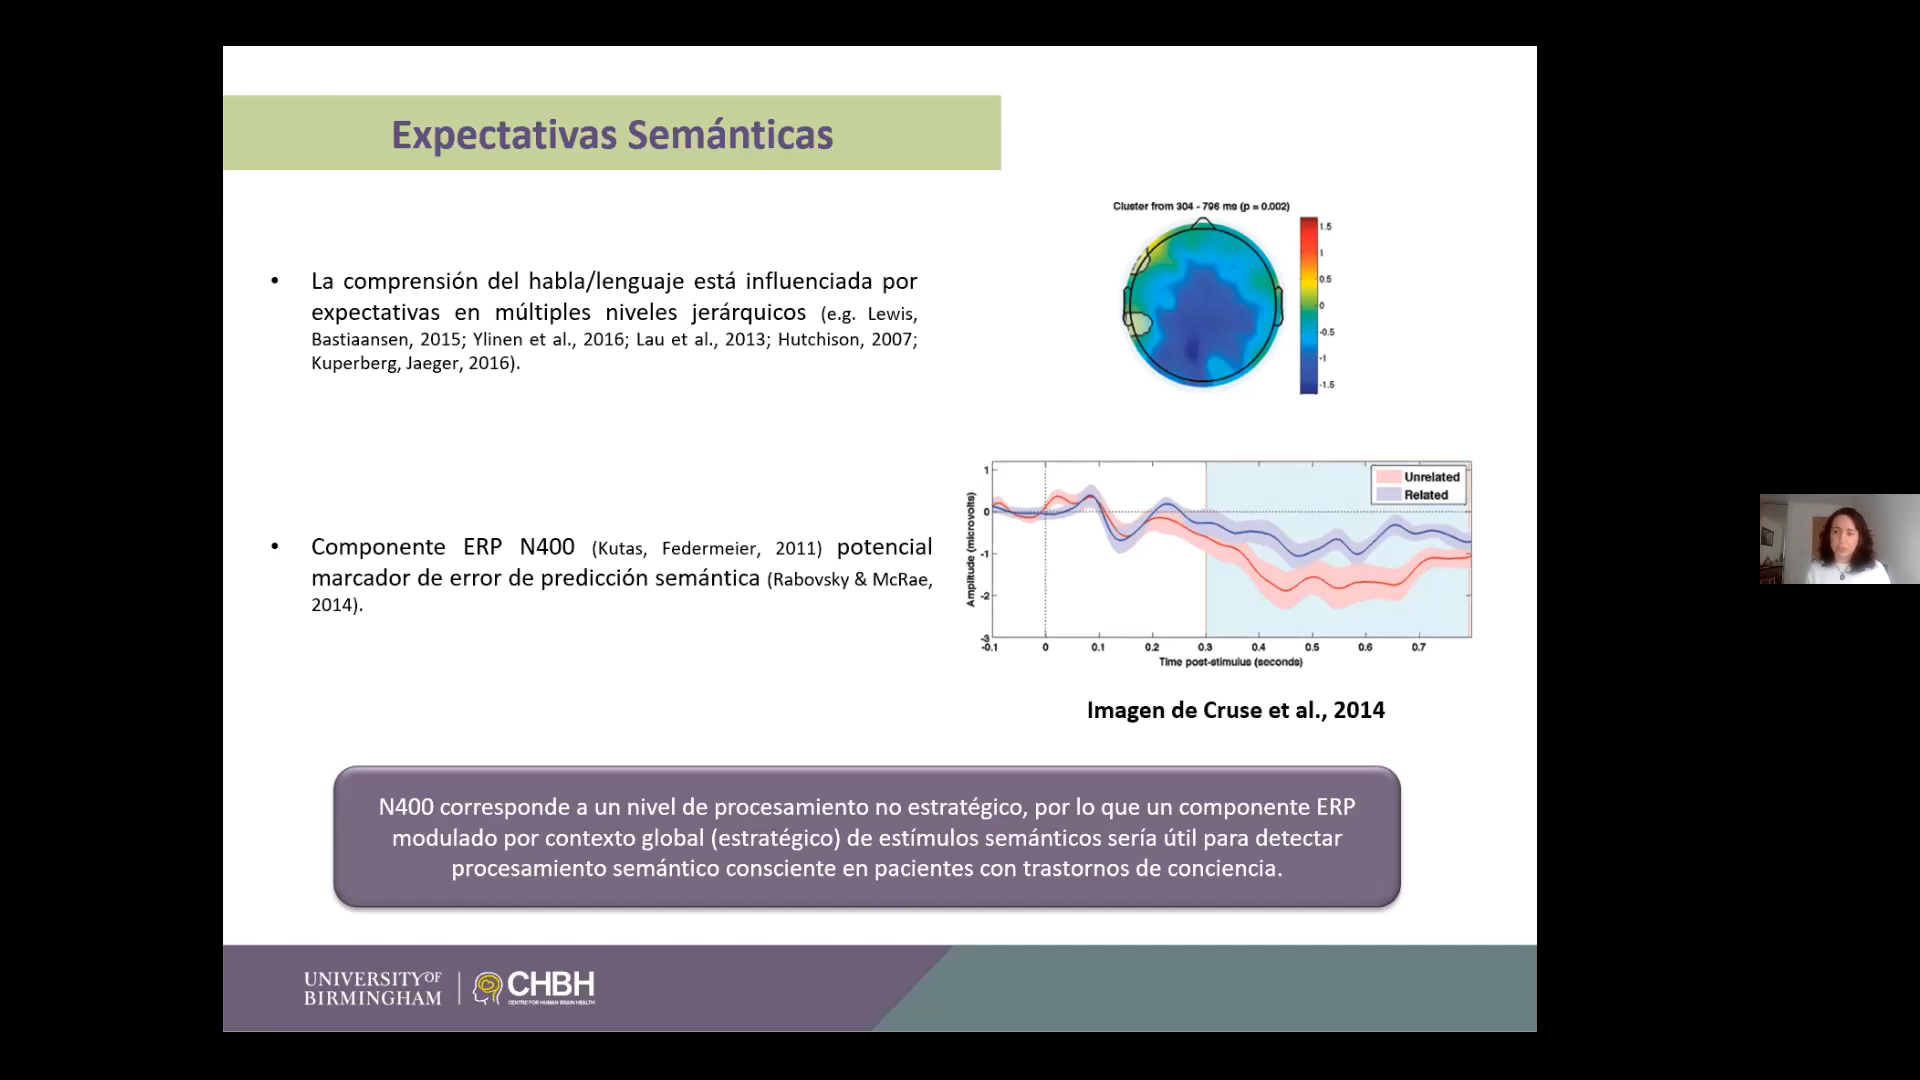 Expectativas Semánticas
• La comprensión del habla/lenguaje está influenciada por
expectativas en múltiples niveles jerárquicos (e.g. Lewis,
Bastiaansen, 2015; Ylinen et al., 2016; Lau et al., 2013; Hutchison, 2007;
Kuperberg, Jaeger, 2016).
• Componente ERP N400 (Kutas, Federmeier, 2011) potencial
marcador de error de predicción semántica (Rabovsky & McRae,
2014).
Cluster from 304 - 796 ms (p = 0.002)
1.5
1
0.5
0
-0.5
-1
-1.5
Unrelated
Related
Amplitude (microvolts)
1
0
-1
-2
-3
-0.1 0 0.1 0.2 0.3 0.4 0.5 0.6 0.7
Time post-stimulus (seconds)
Imagen de Cruse et al., 2014
N400 corresponde a un nivel de procesamiento no estratégico, por lo que un componente ERP
modulado por contexto global (estratégico) de estímulos semánticos sería útil para detectar
procesamiento semántico consciente en pacientes con trastornos de conciencia.
UNIVERSITY OF
BIRMINGHAM
CHBH
CENTRE FOR HUMAN BRAIN HEALTH